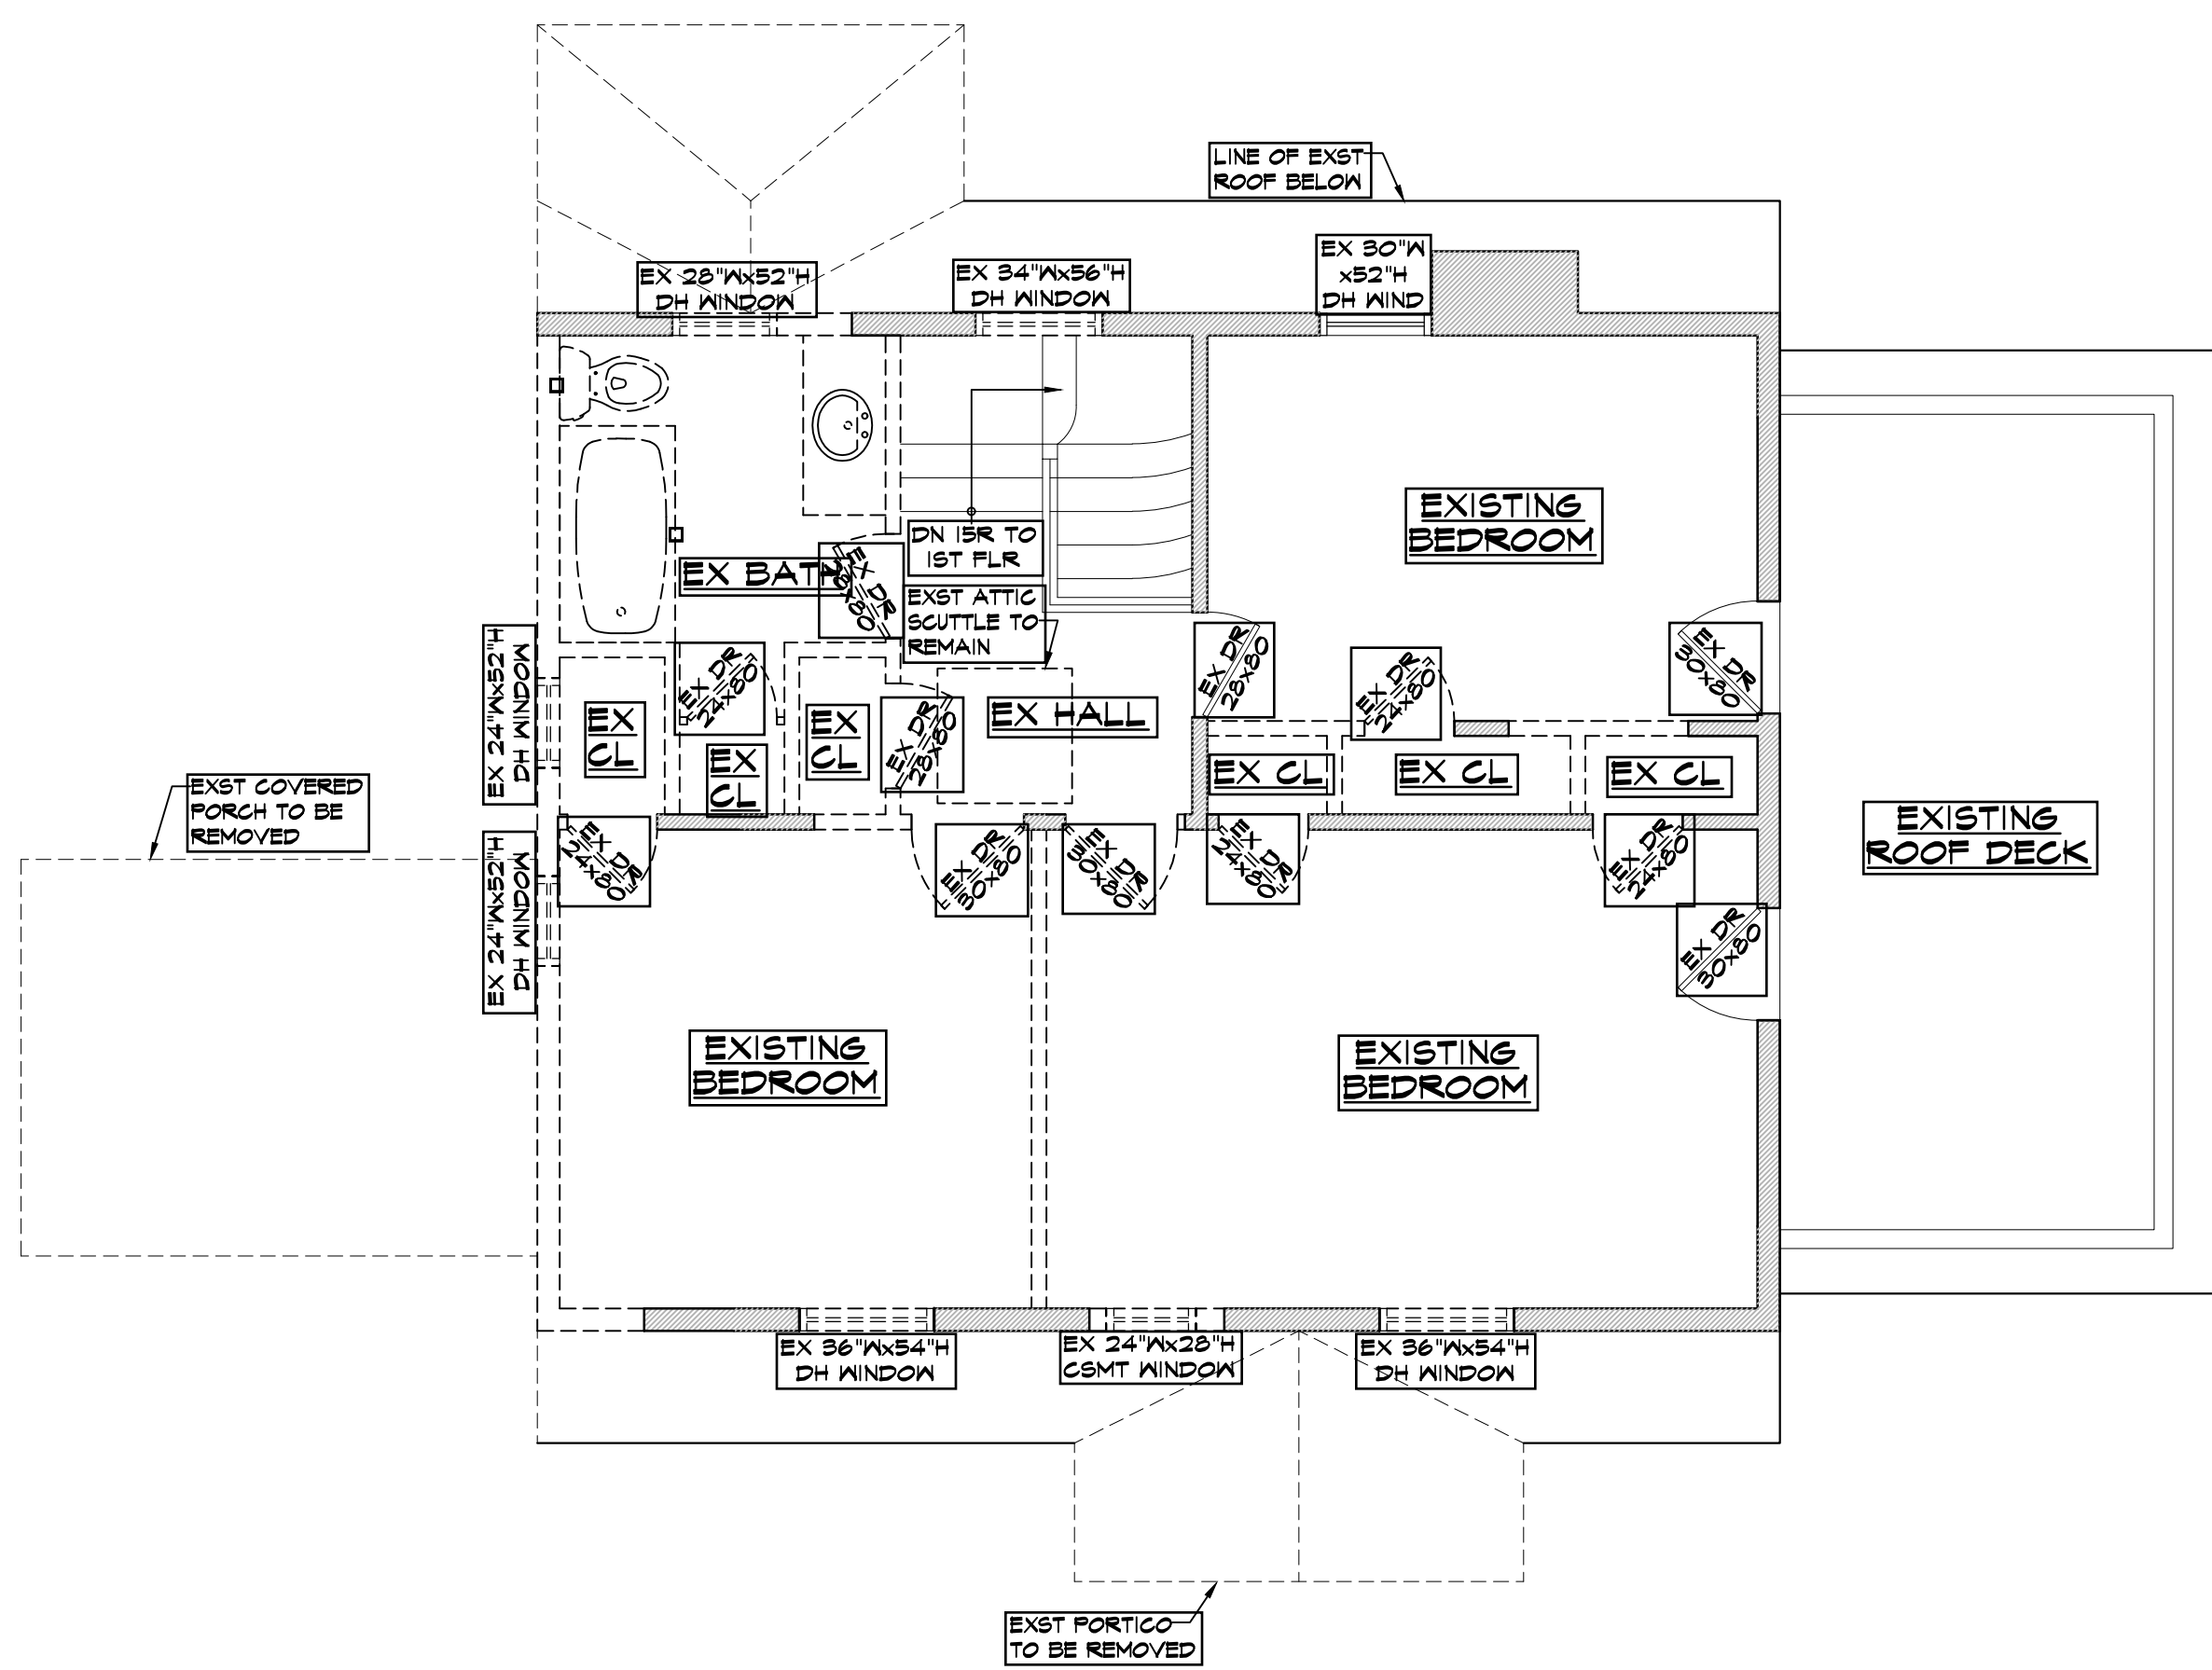 LINE OF EXST
ROOF BELOW
EX 28"Wx52"H
DH WINDOW
EX 34"Wx56"H
DH WINDOW
EX 30"W
x52"H
DH WIND
EXISTING
BEDROOM
DN 15R TO
1ST FLR
EX BATH
EX DR
28x80
EXST ATTIC
SCUTTLE TO
REMAIN
EX 24"Wx52"H
DH WINDOW
EX DR
24x80
EX DR
28x80
EX DR
24x80
EX DR
30x80
EX
CL
EX
CL
EX
CL
EX DR
28x80
EX HALL
EX CL
EX CL
EX CL
EXST COVERED
PORCH TO BE
REMOVED
EXISTING
ROOF DECK
EX 24"Wx52"H
DH WINDOW
EX DR
24x80
EX DR
30x80
EX DR
30x80
EX DR
24x80
EX DR
24x80
EX DR
30x80
EXISTING
BEDROOM
EXISTING
BEDROOM
EX 36"Wx54"H
DH WINDOW
EX 24"Wx28"H
CSMT WINDOW
EX 36"Wx54"H
DH WINDOW
EXST PORTICO
TO BE REMOVED